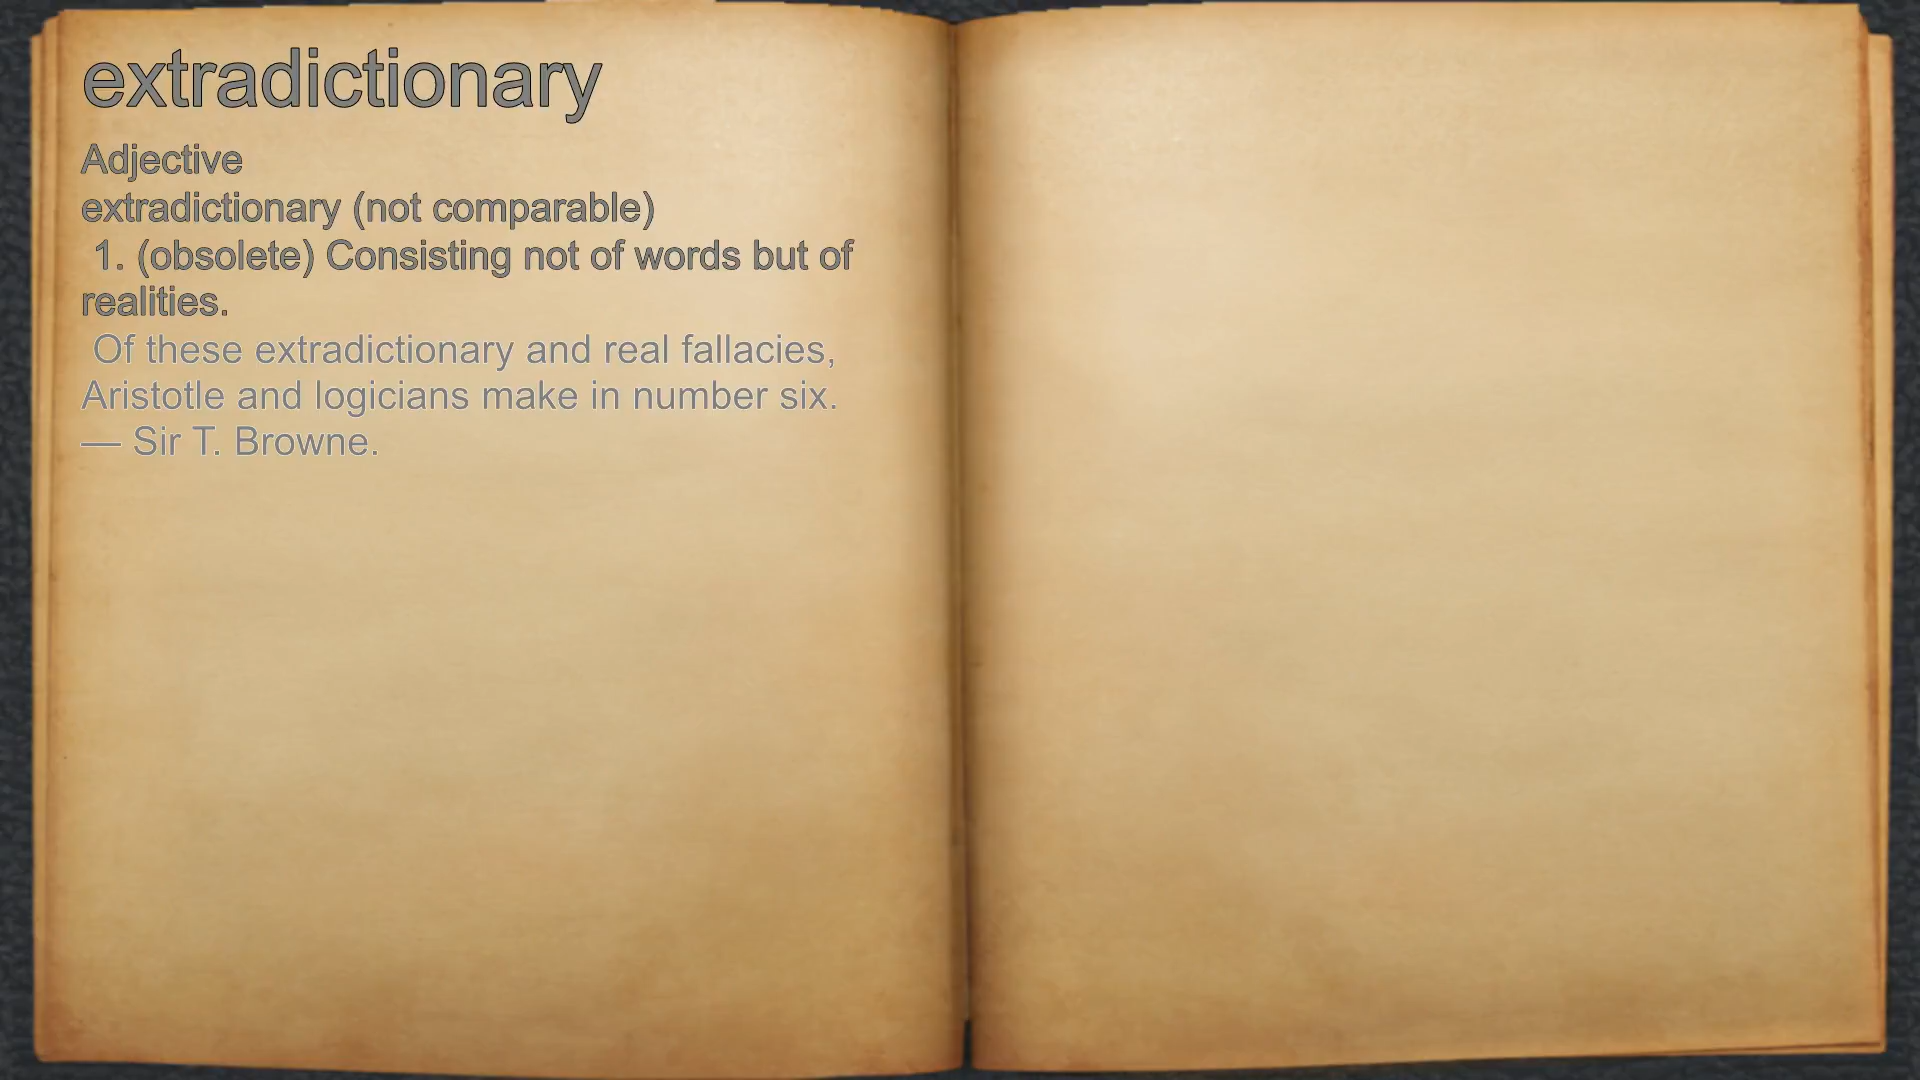 extradictionary
Adjective
extradictionary (not comparable)
1. (obsolete) Consisting not of words but of
realities.
Of these extradictionary and real fallacies,
Aristotle and logicians make in number six.
— Sir T. Browne.